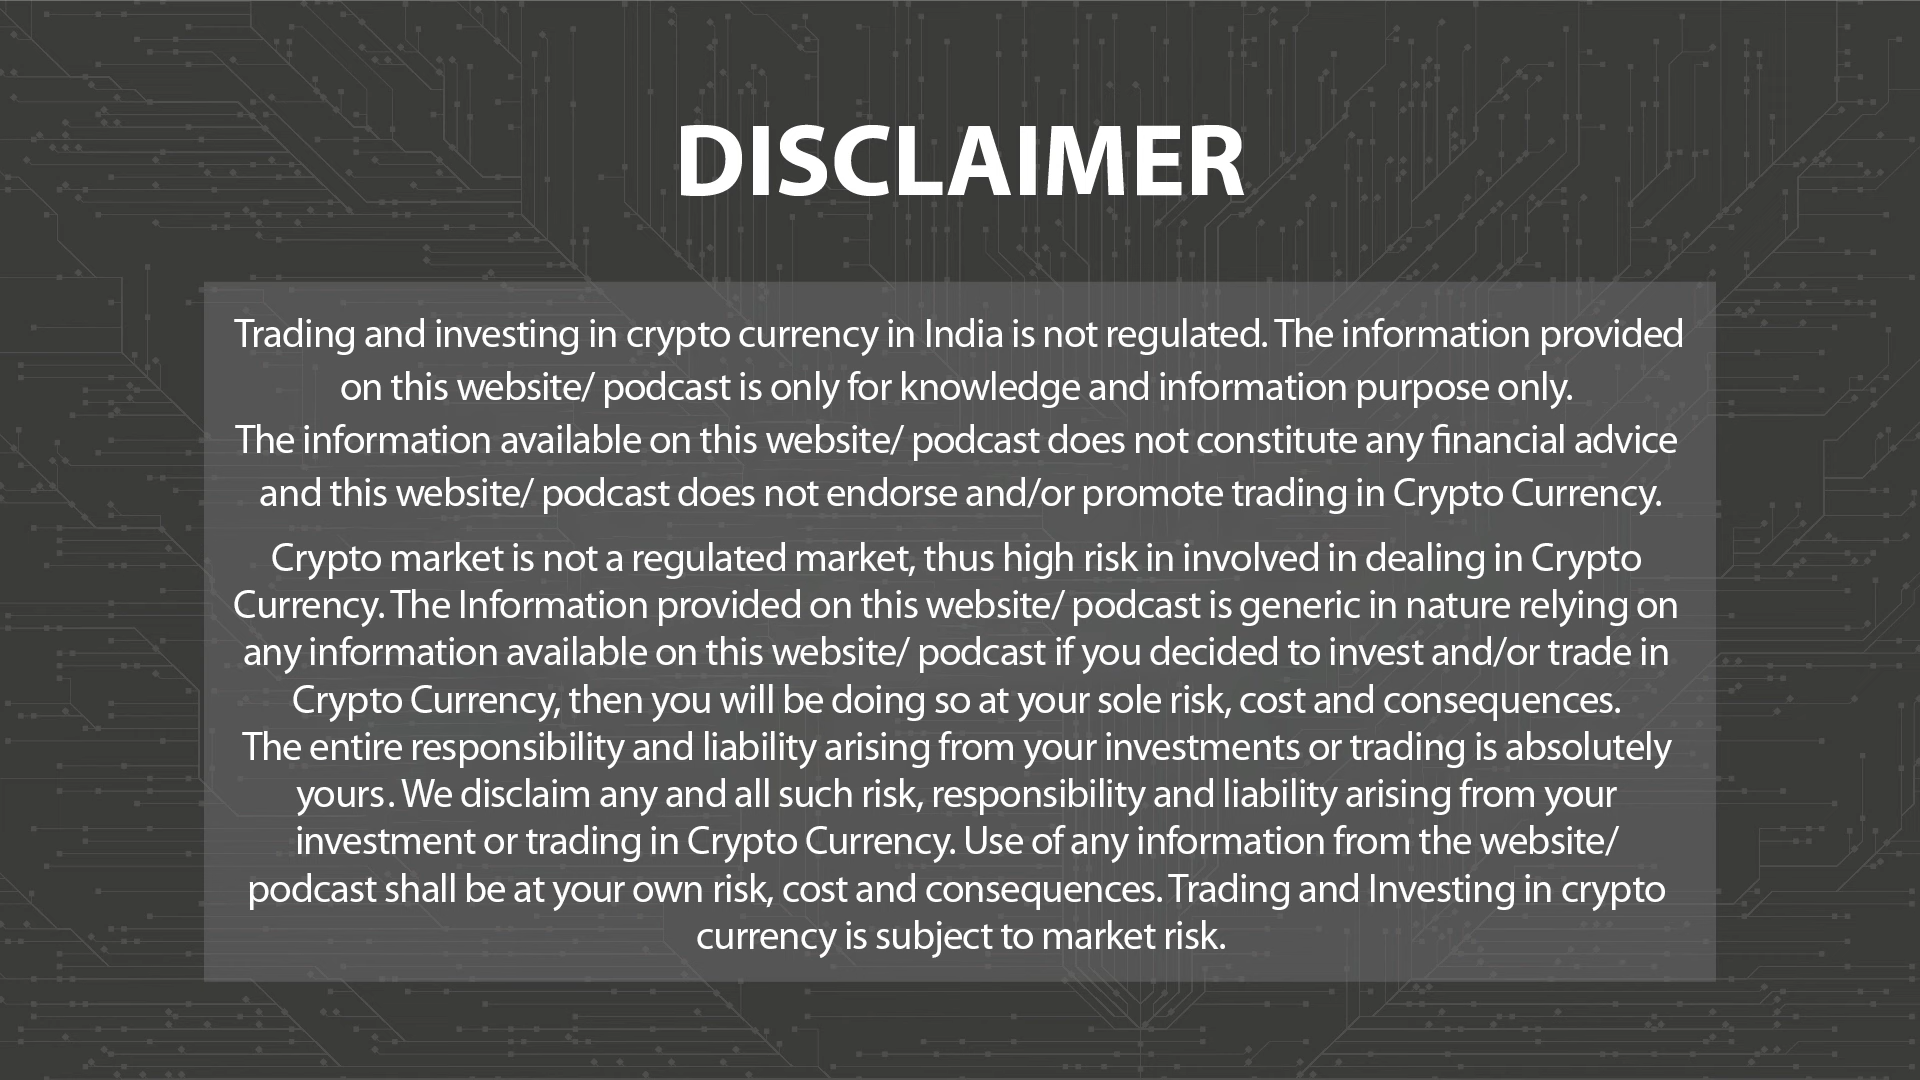 DISCLAIMER
Trading and investing in crypto currency in India is not regulated. The information provided
on this website/ podcast is only for knowledge and information purpose only.
The information available on this website/ podcast does not constitute any financial advice
and this website/ podcast does not endorse and/or promote trading in Crypto Currency.
Crypto market is not a regulated market, thus high risk in involved in dealing in Crypto
Currency. The Information provided on this website/ podcast is generic in nature relying on
any information available on this website/ podcast if you decided to invest and/or trade in
Crypto Currency, then you will be doing so at your sole risk, cost and consequences.
The entire responsibility and liability arising from your investments or trading is absolutely
yours. We disclaim any and all such risk, responsibility and liability arising from your
investment or trading in Crypto Currency. Use of any information from the website/
podcast shall be at your own risk, cost and consequences. Trading and Investing in crypto
currency is subject to market risk.